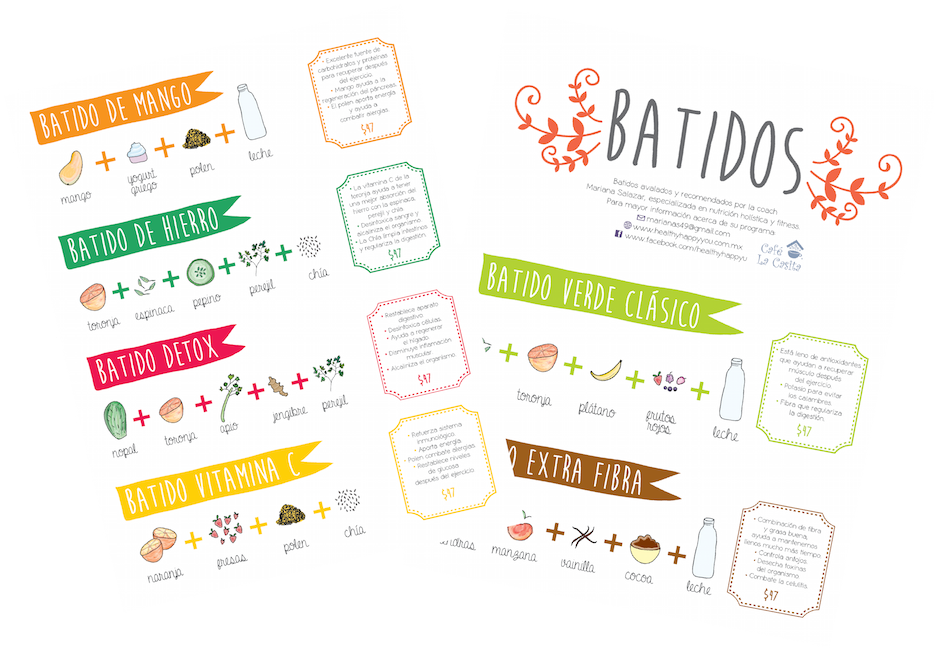 BATIDO DE MANGO
mango
yogurt
griego
polen
leche
• Excelente fuente de
carbohidratos y proteínas
para recuperar después
del ejercicio.
• Mango ayuda a la
regeneración del páncreas.
• El polen aporta energía
y ayuda a
combatir alergias.
$47
BATIDO DE HIERRO
toronja
espinaca
pepino
perejil
chía
• La vitamina C de la
toronja ayuda a tener
una mejor absorción del
hierro con la espinaca,
perejil y chía.
• Desintoxica sangre y
alcaliniza el organismo.
• La Chía limpia intestinos
y regulariza la digestión.
$47
BATIDO DETOX
nopal
toronja
apio
jengibre
perejil
• Restablece aparato
digestivo.
• Desintoxica células.
• Ayuda a regenerar
el hígado.
• Disminuye inflamación
muscular.
• Alcaliniza el organismo.
$47
BATIDO VITAMINA C
naranja
fresas
polen
chía
• Refuerza sistema
inmunológico.
• Aporta energía.
• Polen combate alergias.
• Restablece niveles
de glucosa
después del ejercicio.
$47
BATIDOS
Batidos avalados y recomendados por la coach
Mariana Salazar, especializada en nutrición holística y fitness.
Para mayor información acerca de su programa
marianas49@gmail.com
www.healthyhappyyou.com.mx
www.facebook.com/healthyhappyu
Café
La Casita
BATIDO VERDE CLÁSICO
toronja
plátano
frutos
rojos
leche
• Está lleno de antioxidantes
que ayudan a recuperar
músculo después
del ejercicio.
• Potasio para evitar
los calambres.
• Fibra que regulariza
la digestión.
$47
O EXTRA FIBRA
manzana
vainilla
cocoa
leche
• Combinación de fibra
y grasa buena,
ayuda a mantenernos
llenos mucho más tiempo.
• Controla antojos.
• Desecha toxinas
del organismo.
• Combate la celulitis.
$47